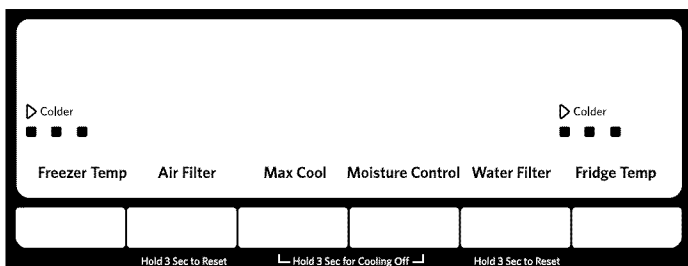 Colder Colder
Freezer Temp Air Filter Max Cool Moisture Control Water Filter Fridge Temp
Hold 3 Sec to Reset Hold 3 Sec for Cooling Off Hold 3 Sec to Reset